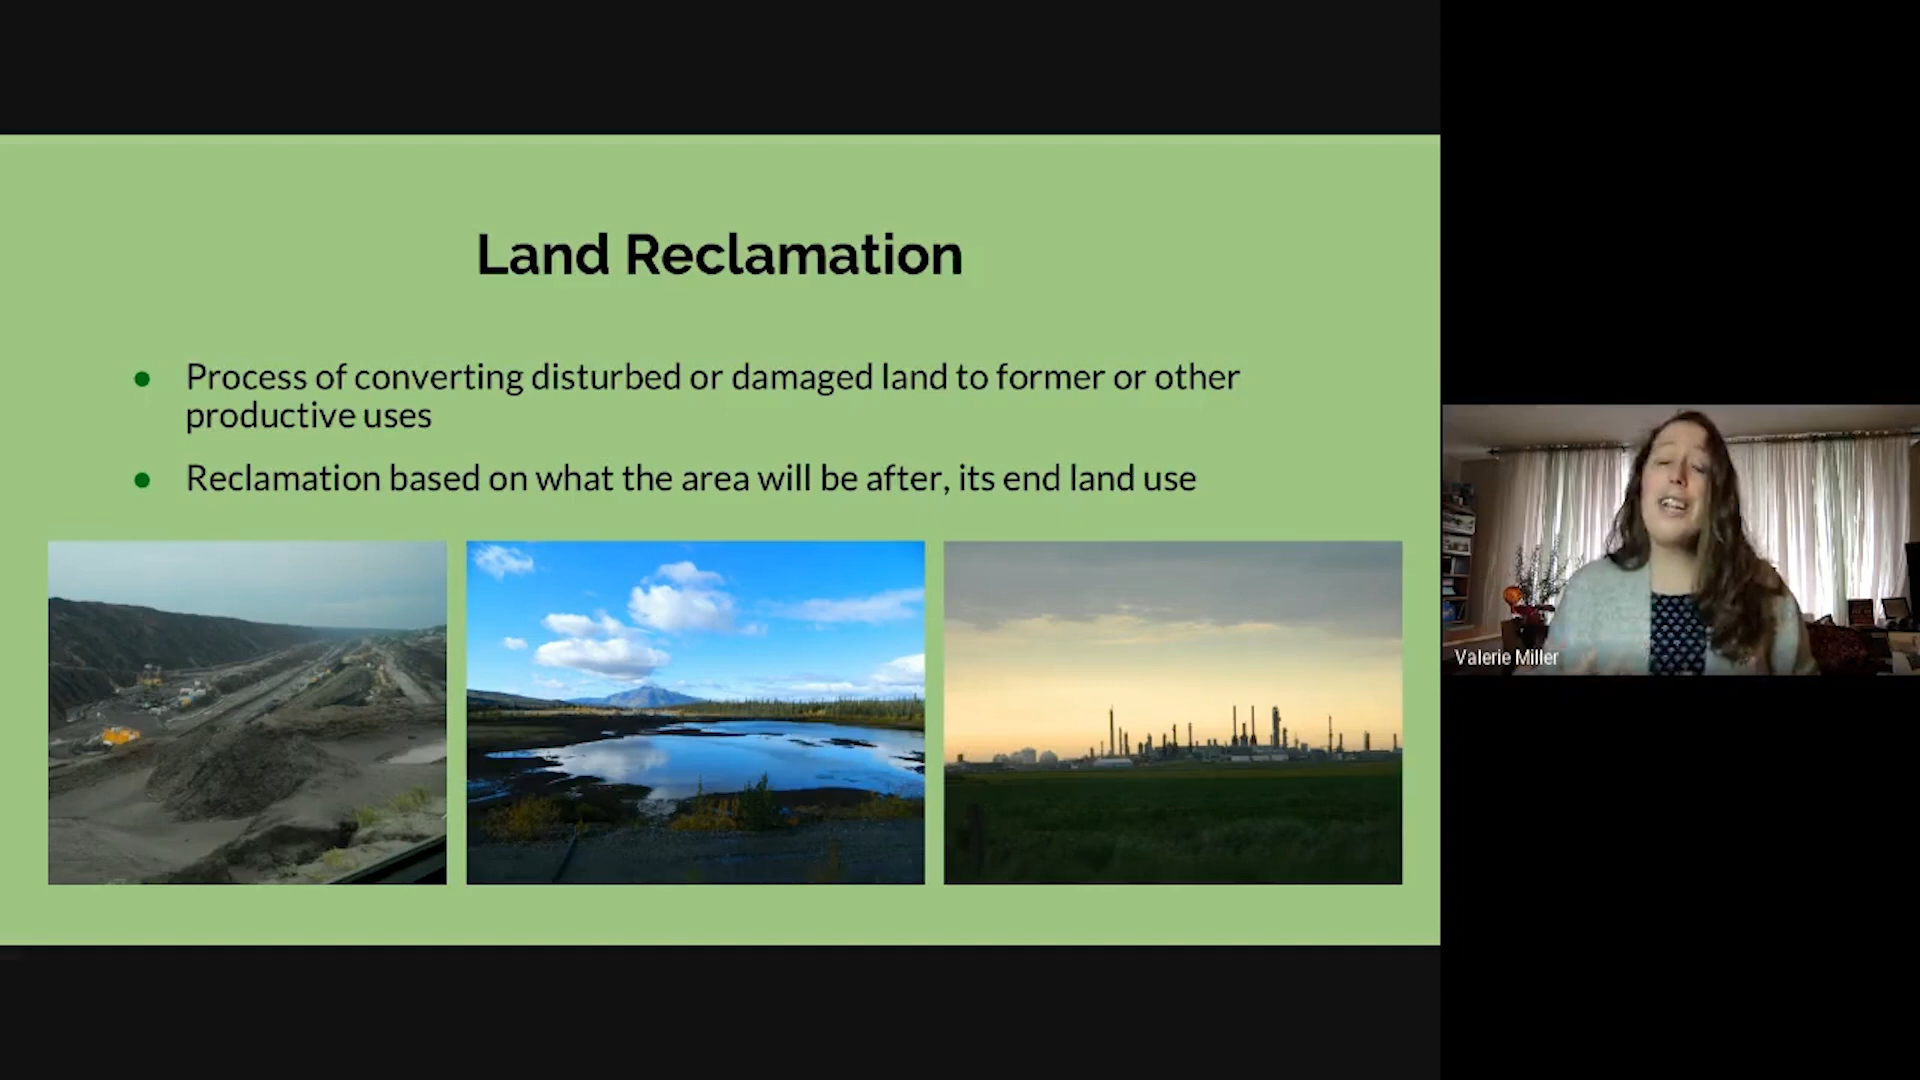 Land Reclamation
● Process of converting disturbed or damaged land to former or other
productive uses
● Reclamation based on what the area will be after, its end land use
Valerie Miller